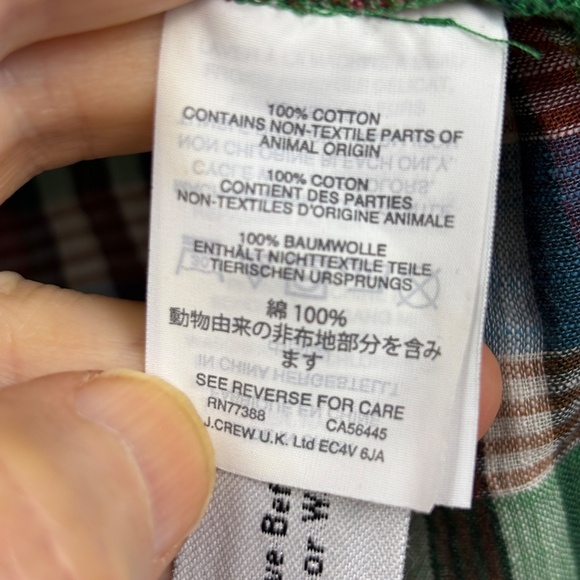 100% COTTON
CONTAINS NON-TEXTILE PARTS OF
ANIMAL ORIGIN
100% COTON
CONTIENT DES PARTIES
NON-TEXTILES D'ORIGINE ANIMALE
100% BAUMWOLLE
ENTHÄLT NICHTTEXTILE TEILE
TIERISCHEN URSPRUNGS
綿 100%
動物由来の非布地部分を含み
ます
SEE REVERSE FOR CARE
RN77388 CA56445
J.CREW U.K. Ltd EC4V 6JA
or